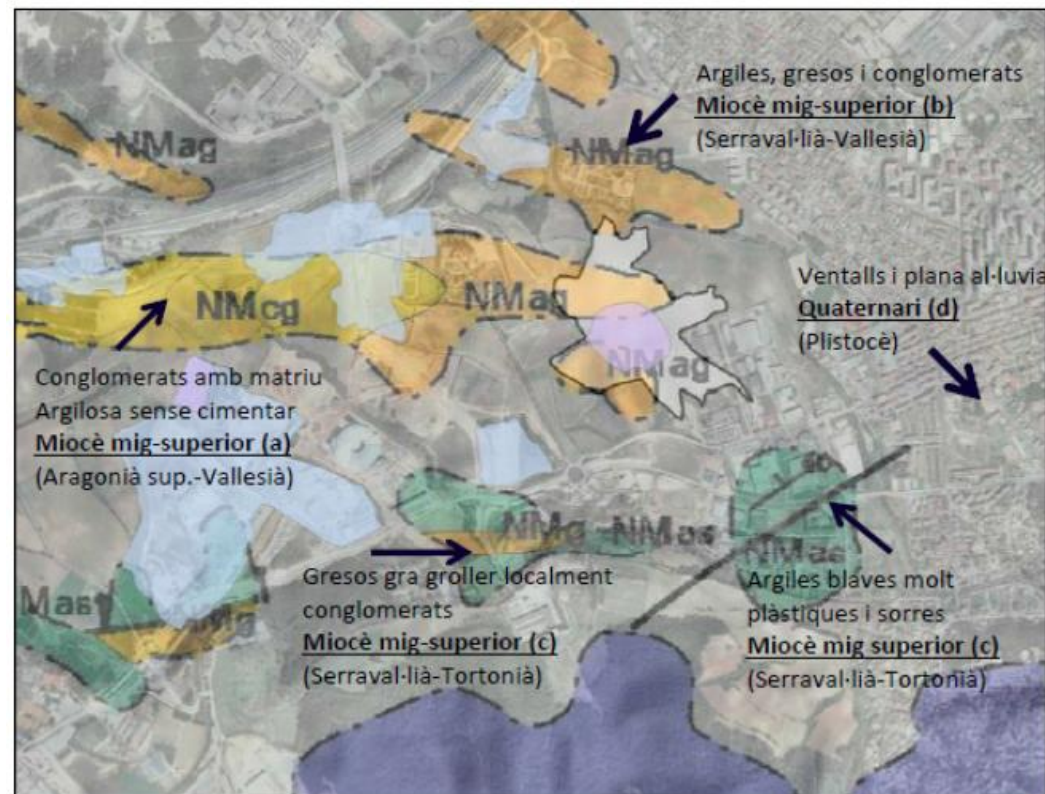 Argiles, gresos i conglomerats
Miocè mig-superior (b)
(Serraval·lià-Vallesià)
NMag
NMag
Ventalls i plana al·luvia
Quaternari (d)
(Plistocè)
NMcg
NMag
NMag
Conglomerats amb matriu
Argilosa sense cimentar
Miocè mig-superior (a)
(Aragonià sup.-Vallesià)
NMg
NMas
NMas
Gresos gra groller localment
conglomerats
Miocè mig-superior (c)
(Serraval·lià-Tortonià)
Argiles blaves molt
plàstiques i sorres
Miocè mig superior (c)
(Serraval·lià-Tortonià)
Mas